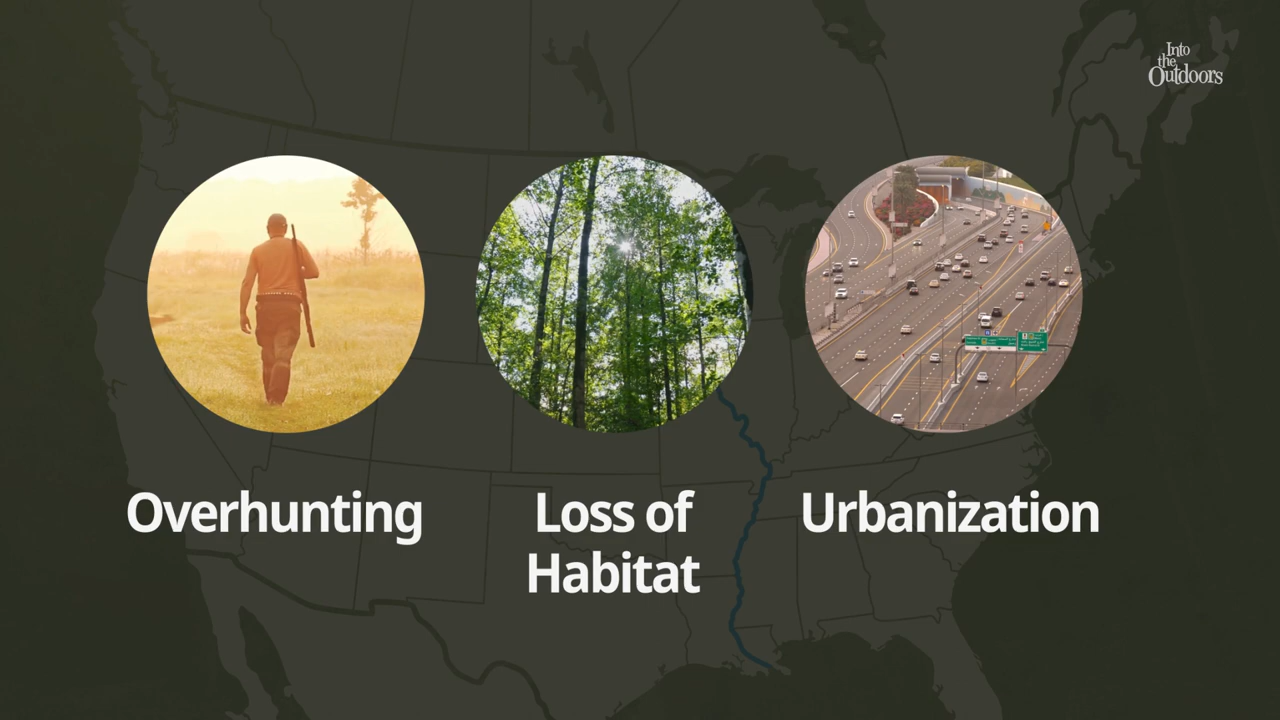 Into
the
Outdoors
Overhunting
Loss of
Habitat
Urbanization